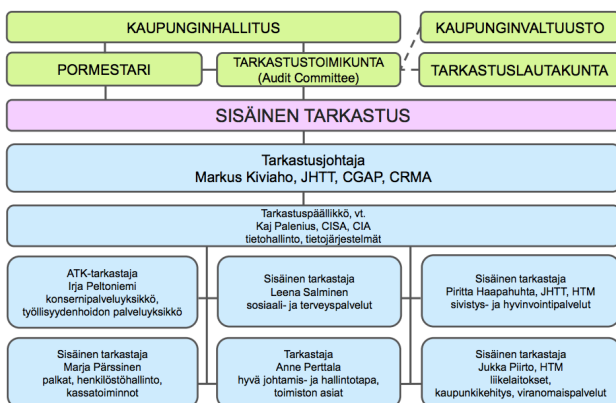 KAUPUNGINHALLITUS
KAUPUNGINVALTUUSTO
PORMESTARI
TARKASTUSTOIMIKUNTA
(Audit Committee)
TARKASTUSLAUTAKUNTA
SISÄINEN TARKASTUS
Tarkastusjohtaja
Markus Kiviaho, JHTT, CGAP, CRMA
Tarkastuspäällikkö, vt.
Kaj Palenius, CISA, CIA
tietohallinto, tietojärjestelmät
ATK-tarkastaja
Irja Peltoniemi
konsernipalveluyksikkö,
työllisyydenhoidon palveluyksikkö
Sisäinen tarkastaja
Leena Salminen
sosiaali- ja terveyspalvelut
Sisäinen tarkastaja
Piritta Haapahuhta, JHTT, HTM
sivistys- ja hyvinvointipalvelut
Sisäinen tarkastaja
Marja Pärssinen
palkat, henkilöstöhallinto,
kassatoiminnot
Tarkastaja
Anne Perttala
hyvä johtamis- ja hallintotapa,
toimiston asiat
Sisäinen tarkastaja
Jukka Piirto, HTM
liikelaitokset,
kaupunkikehitys, viranomaispalvelut